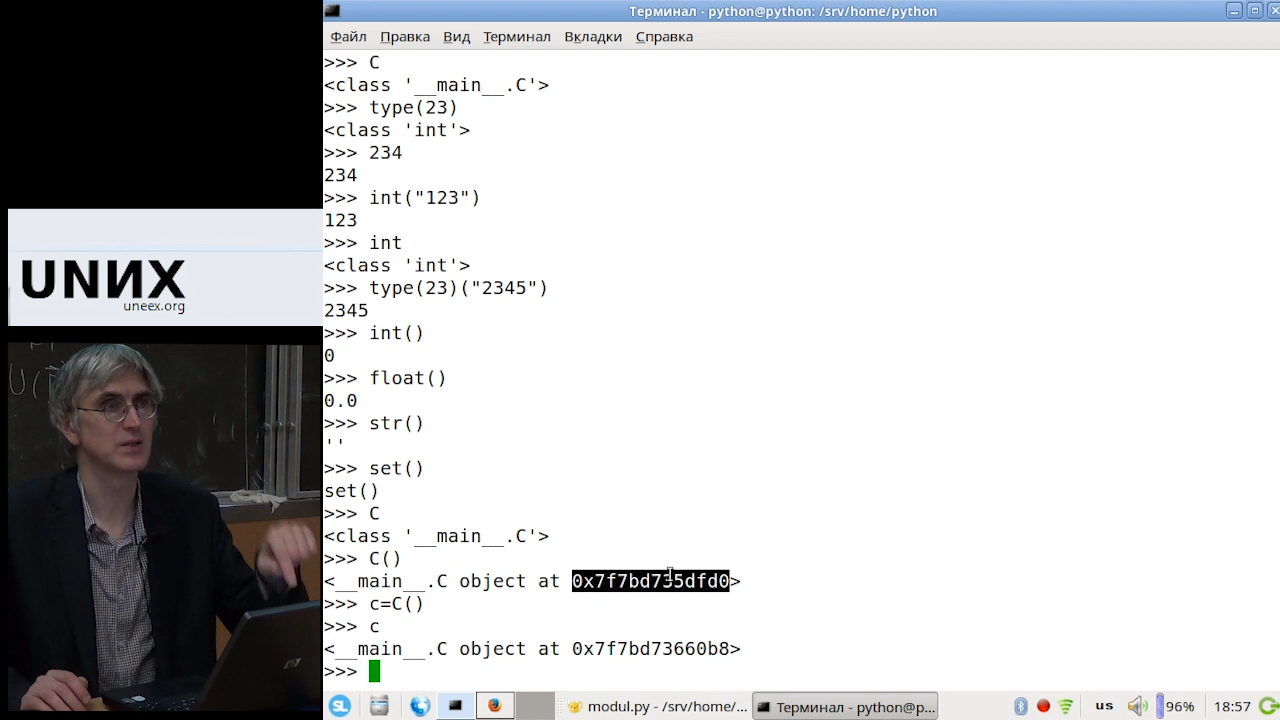 Терминал - python@python: /srv/home/python
Файл Правка Вид Терминал Вкладки Справка
>>> C
<class '__main__.C'>
>>> type(23)
<class 'int'>
>>> 234
234
>>> int("123")
123
>>> int
<class 'int'>
>>> type(23)("2345")
2345
>>> int()
0
>>> float()
0.0
>>> str()
''
>>> set()
set()
>>> C
<class '__main__.C'>
>>> C()
<__main__.C object at 0x7f7bd735dfd0>
>>> c=C()
>>> c
<__main__.C object at 0x7f7bd73660b8>
>>>
UNИX
uneex.org
SL
modul.py - /srv/home/...
Терминал - python@p...
us
96%
18:57